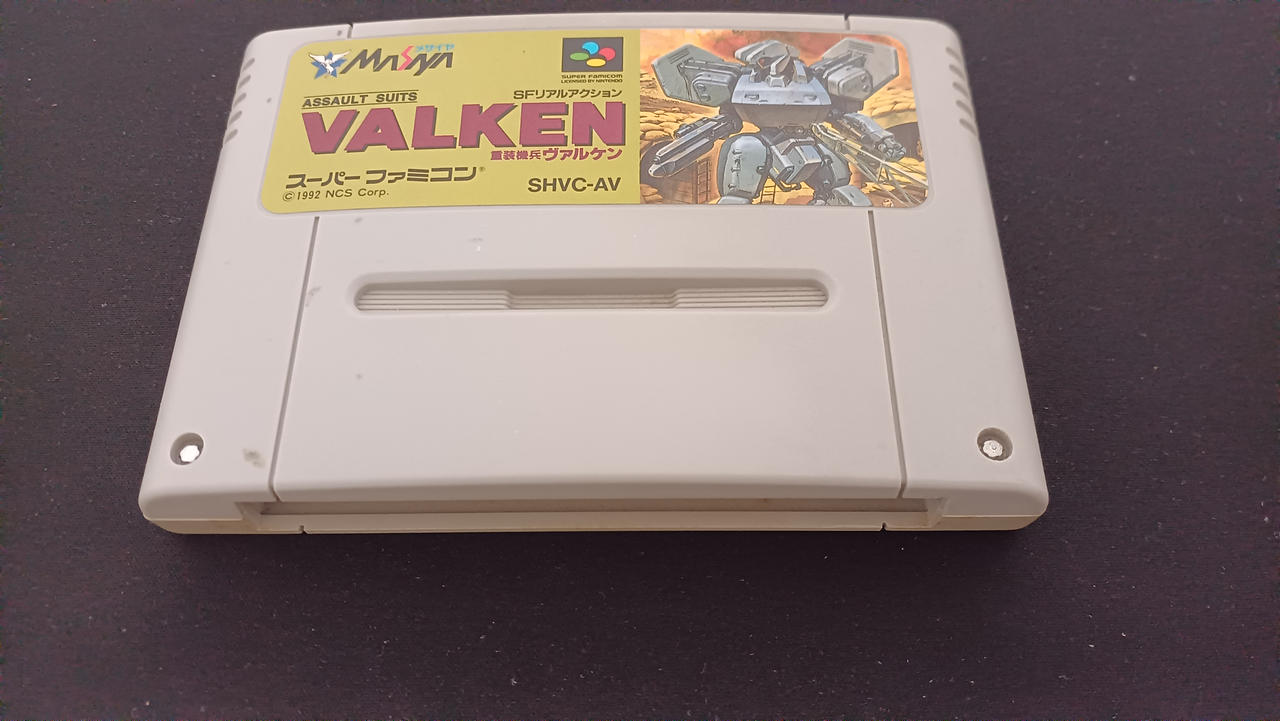 メサイヤ
MASAYA
SUPER FAMICOM
LICENSED BY NINTENDO
ASSAULT SUITS
SFリアルアクション
VALKEN
重装機兵ヴァルケン
スーパーファミコン®
©1992 NCS Corp.
SHVC-AV